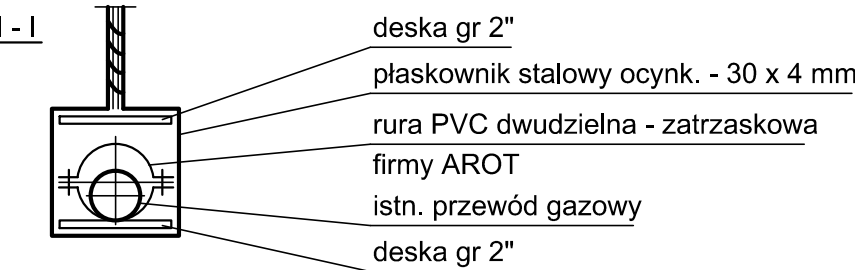 I - I
deska gr 2"
płaskownik stalowy ocynk. - 30 x 4 mm
rura PVC dwudzielna - zatrzaskowa
firmy AROT
istn. przewód gazowy
deska gr 2"